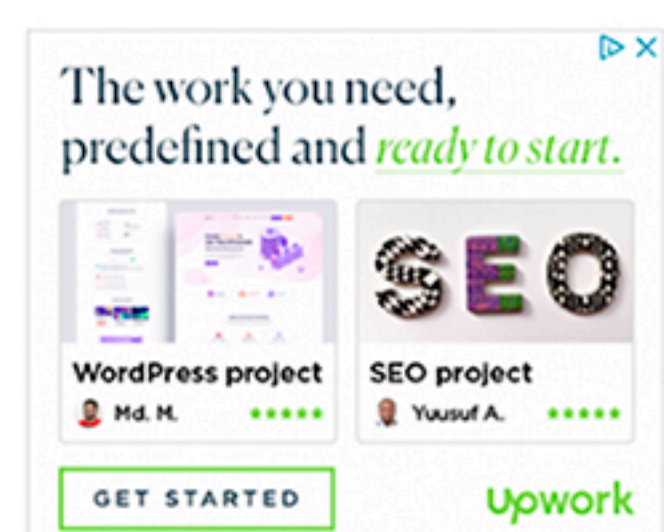 The work you need,
predefined and ready to start.
SEO
WordPress project
Md. M.
SEO project
Yuusuf A.
GET STARTED
Upwork